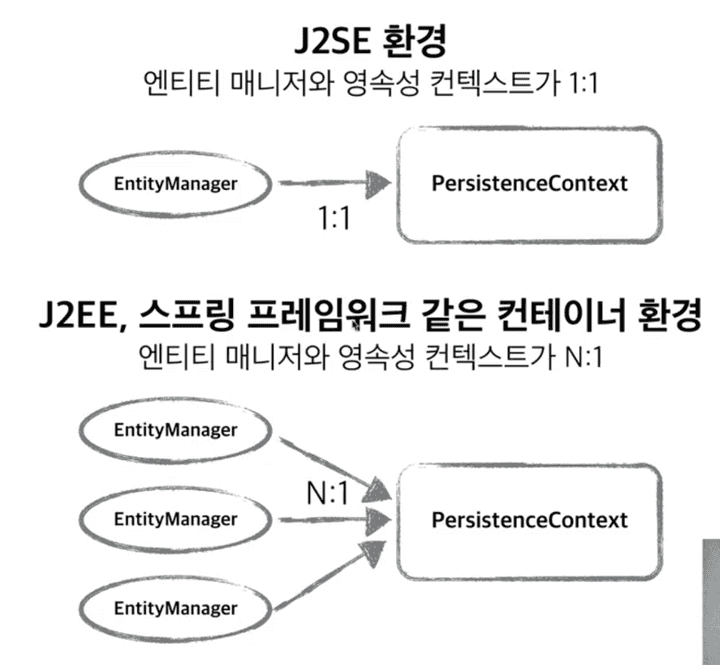 J2SE 환경
엔티티 매니저와 영속성 컨텍스트가 1:1
EntityManager
1:1
PersistenceContext
J2EE, 스프링 프레임워크 같은 컨테이너 환경
엔티티 매니저와 영속성 컨텍스트가 N:1
EntityManager
N:1
EntityManager
PersistenceContext
EntityManager